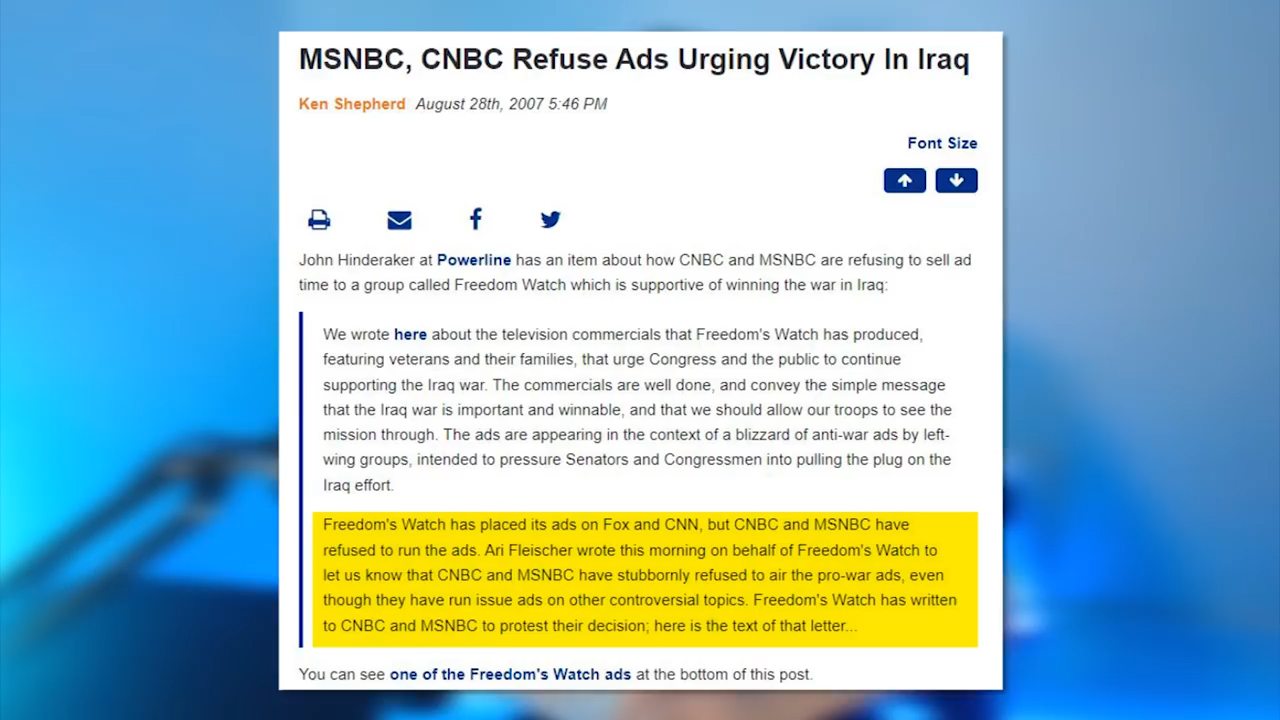 MSNBC, CNBC Refuse Ads Urging Victory In Iraq
Ken Shepherd August 28th, 2007 5:46 PM
Font Size
John Hinderaker at Powerline has an item about how CNBC and MSNBC are refusing to sell ad
time to a group called Freedom Watch which is supportive of winning the war in Iraq:
We wrote here about the television commercials that Freedom's Watch has produced,
featuring veterans and their families, that urge Congress and the public to continue
supporting the Iraq war. The commercials are well done, and convey the simple message
that the Iraq war is important and winnable, and that we should allow our troops to see the
mission through. The ads are appearing in the context of a blizzard of anti-war ads by left-
wing groups, intended to pressure Senators and Congressmen into pulling the plug on the
Iraq effort.
Freedom's Watch has placed its ads on Fox and CNN, but CNBC and MSNBC have
refused to run the ads. Ari Fleischer wrote this morning on behalf of Freedom's Watch to
let us know that CNBC and MSNBC have stubbornly refused to air the pro-war ads, even
though they have run issue ads on other controversial topics. Freedom's Watch has written
to CNBC and MSNBC to protest their decision; here is the text of that letter...
You can see one of the Freedom's Watch ads at the bottom of this post.